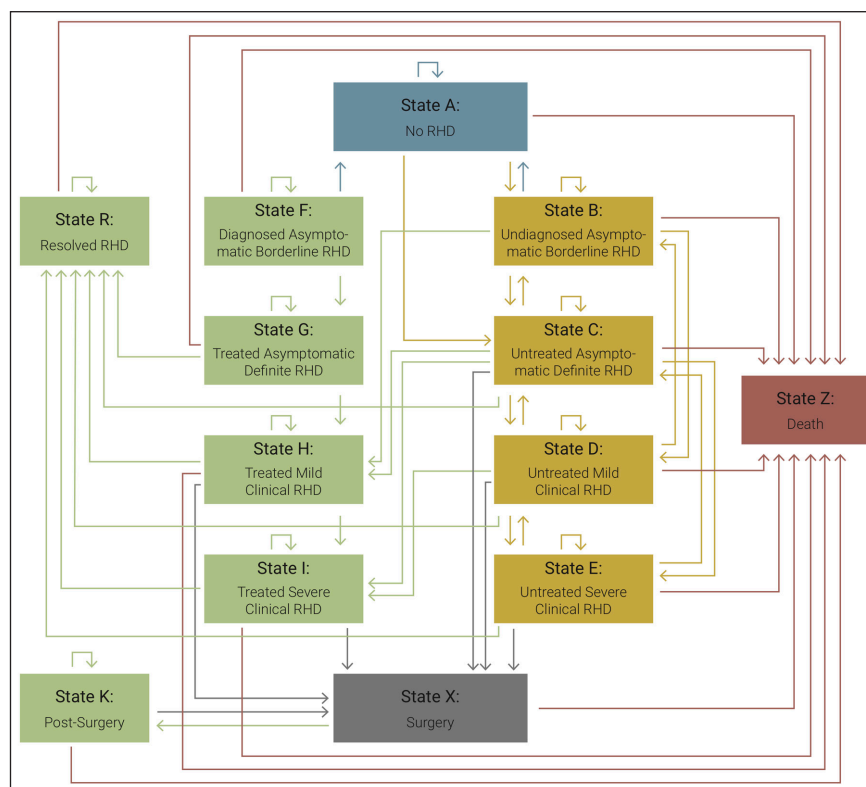 State A:
No RHD
State R:
Resolved RHD
State F:
Diagnosed Asymptomatic
Borderline RHD
State B:
Undiagnosed Asympto-
matic Borderline RHD
State G:
Treated Asymptomatic
Definite RHD
State C:
Untreated Asympto-
matic Definite RHD
State Z:
Death
State H:
Treated Mild
Clinical RHD
State D:
Untreated Mild
Clinical RHD
State I:
Treated Severe
Clinical RHD
State E:
Untreated Severe
Clinical RHD
State K:
Post-Surgery
State X:
Surgery